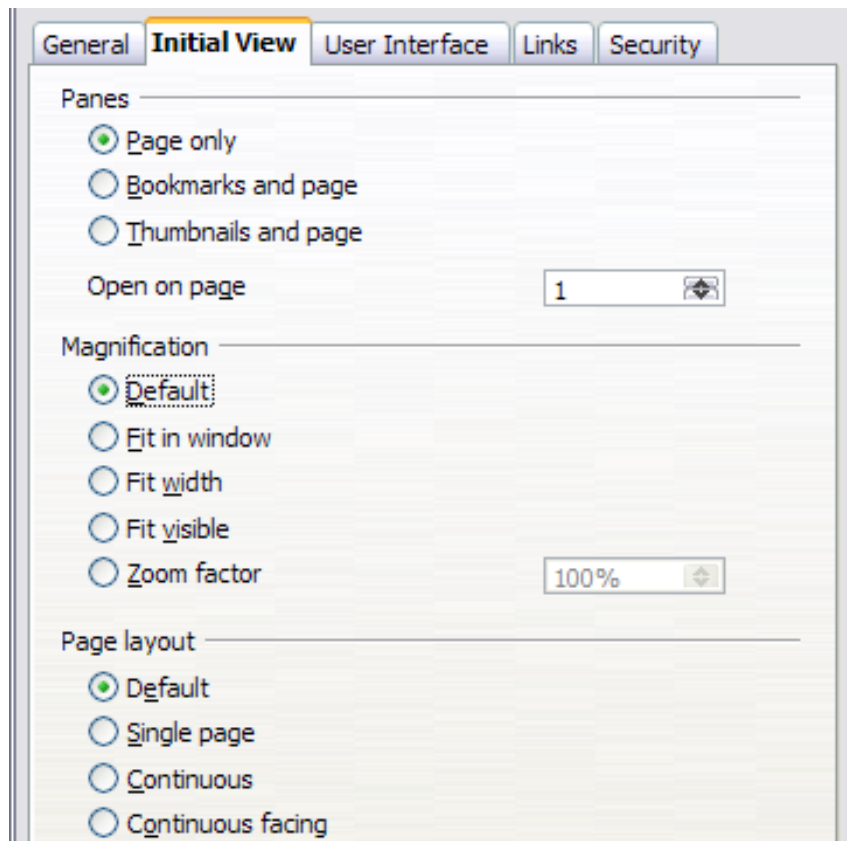 General Initial View User Interface Links Security
Panes
Page only
Bookmarks and page
Thumbnails and page
Open on page 1
Magnification
Default
Fit in window
Fit width
Fit visible
Zoom factor 100%
Page layout
Default
Single page
Continuous
Continuous facing